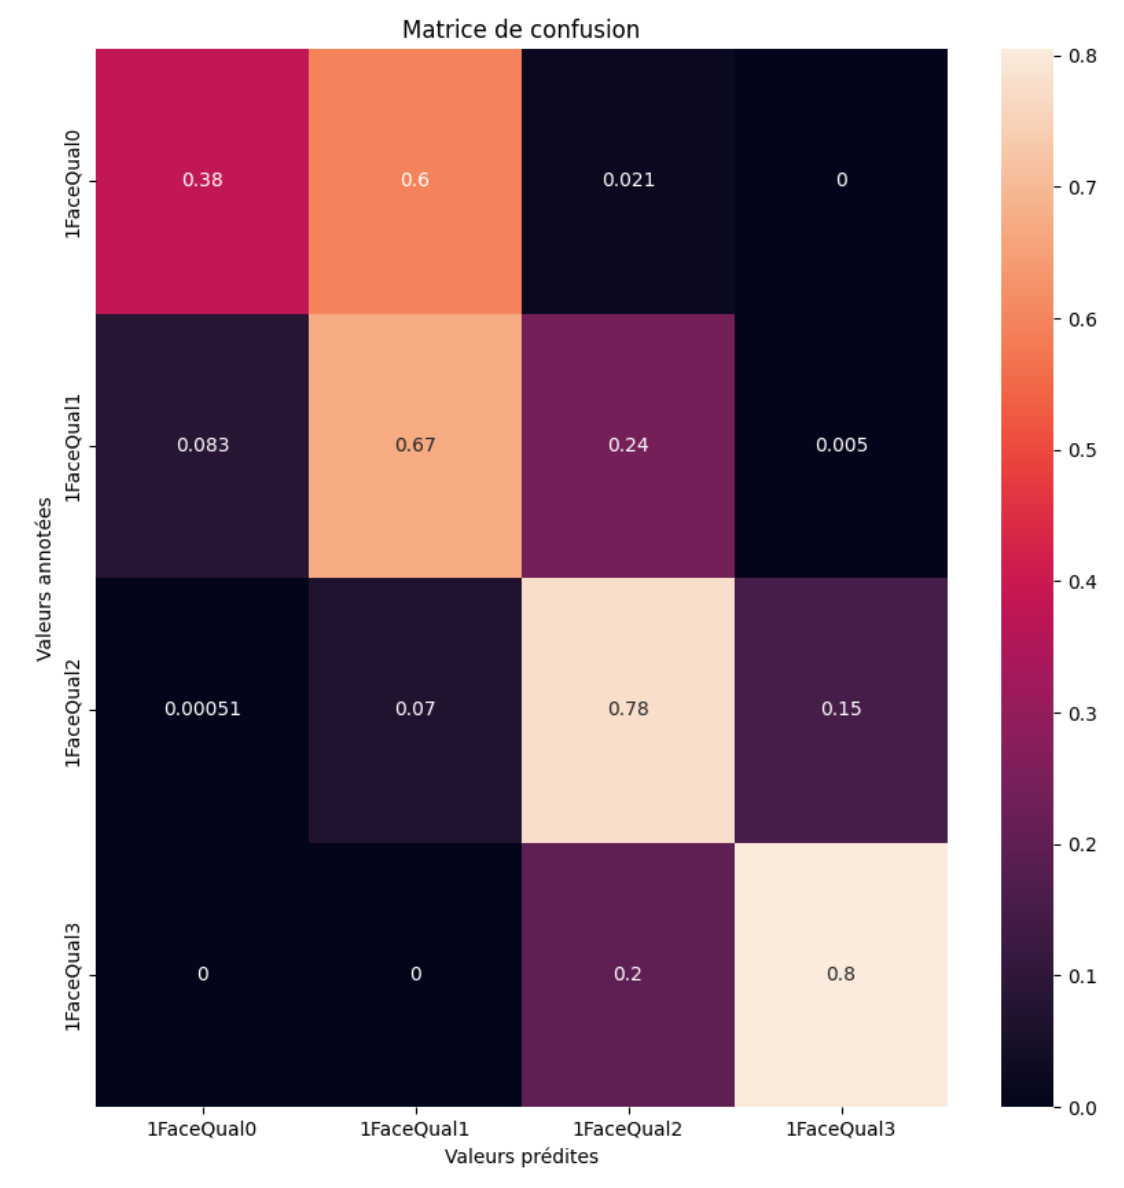 Matrice de confusion
1FaceQual0
0.38 0.6 0.021 0
1FaceQual1
0.083 0.67 0.24 0.005
1FaceQual2
0.00051 0.07 0.78 0.15
1FaceQual3
0 0 0.2 0.8
Valeurs annotées
1FaceQual0 1FaceQual1 1FaceQual2 1FaceQual3
Valeurs prédites
0.8
0.7
0.6
0.5
0.4
0.3
0.2
0.1
0.0